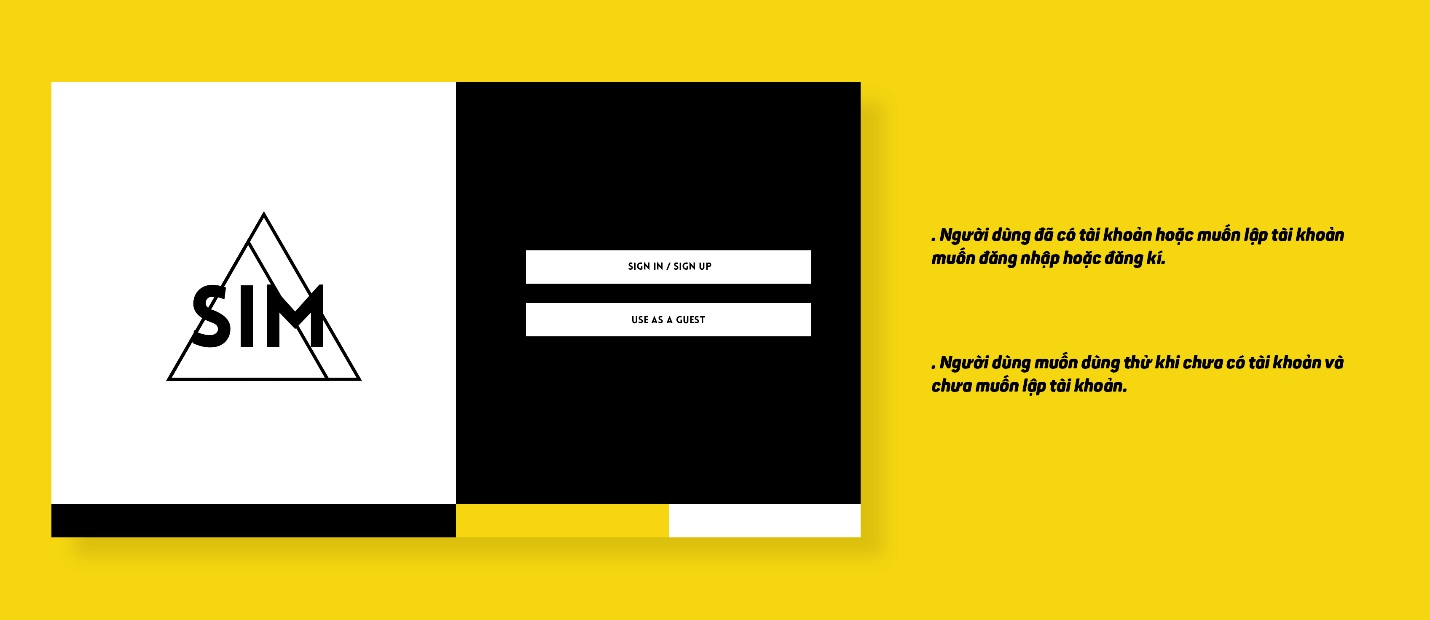 SIM
SIGN IN / SIGN UP
USE AS A GUEST
. Người dùng đã có tài khoản hoặc muốn lập tài khoản
muốn đăng nhập hoặc đăng kí.
. Người dùng muốn dùng thử khi chưa có tài khoản và
chưa muốn lập tài khoản.